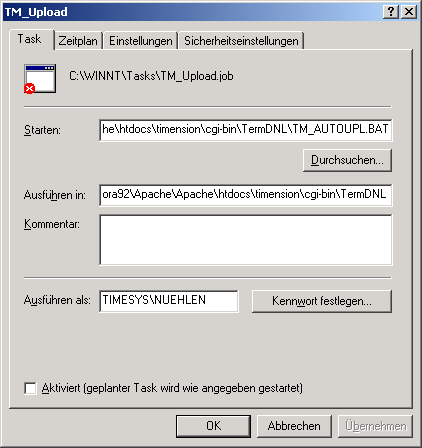 TM_Upload
Task
Zeitplan
Einstellungen
Sicherheitseinstellungen
C:\WINNT\Tasks\TM_Upload.job
Starten:
he\htdocs\timension\cgi-bin\TermDNL\TM_AUTOUPL.BAT
Durchsuchen...
Ausführen in:
ora92\Apache\Apache\htdocs\timension\cgi-bin\TermDNL
Kommentar:
Ausführen als:
TIMESYS\NUEHLEN
Kennwort festlegen...
Aktiviert (geplanter Task wird wie angegeben gestartet)
OK
Abbrechen
Übernehmen